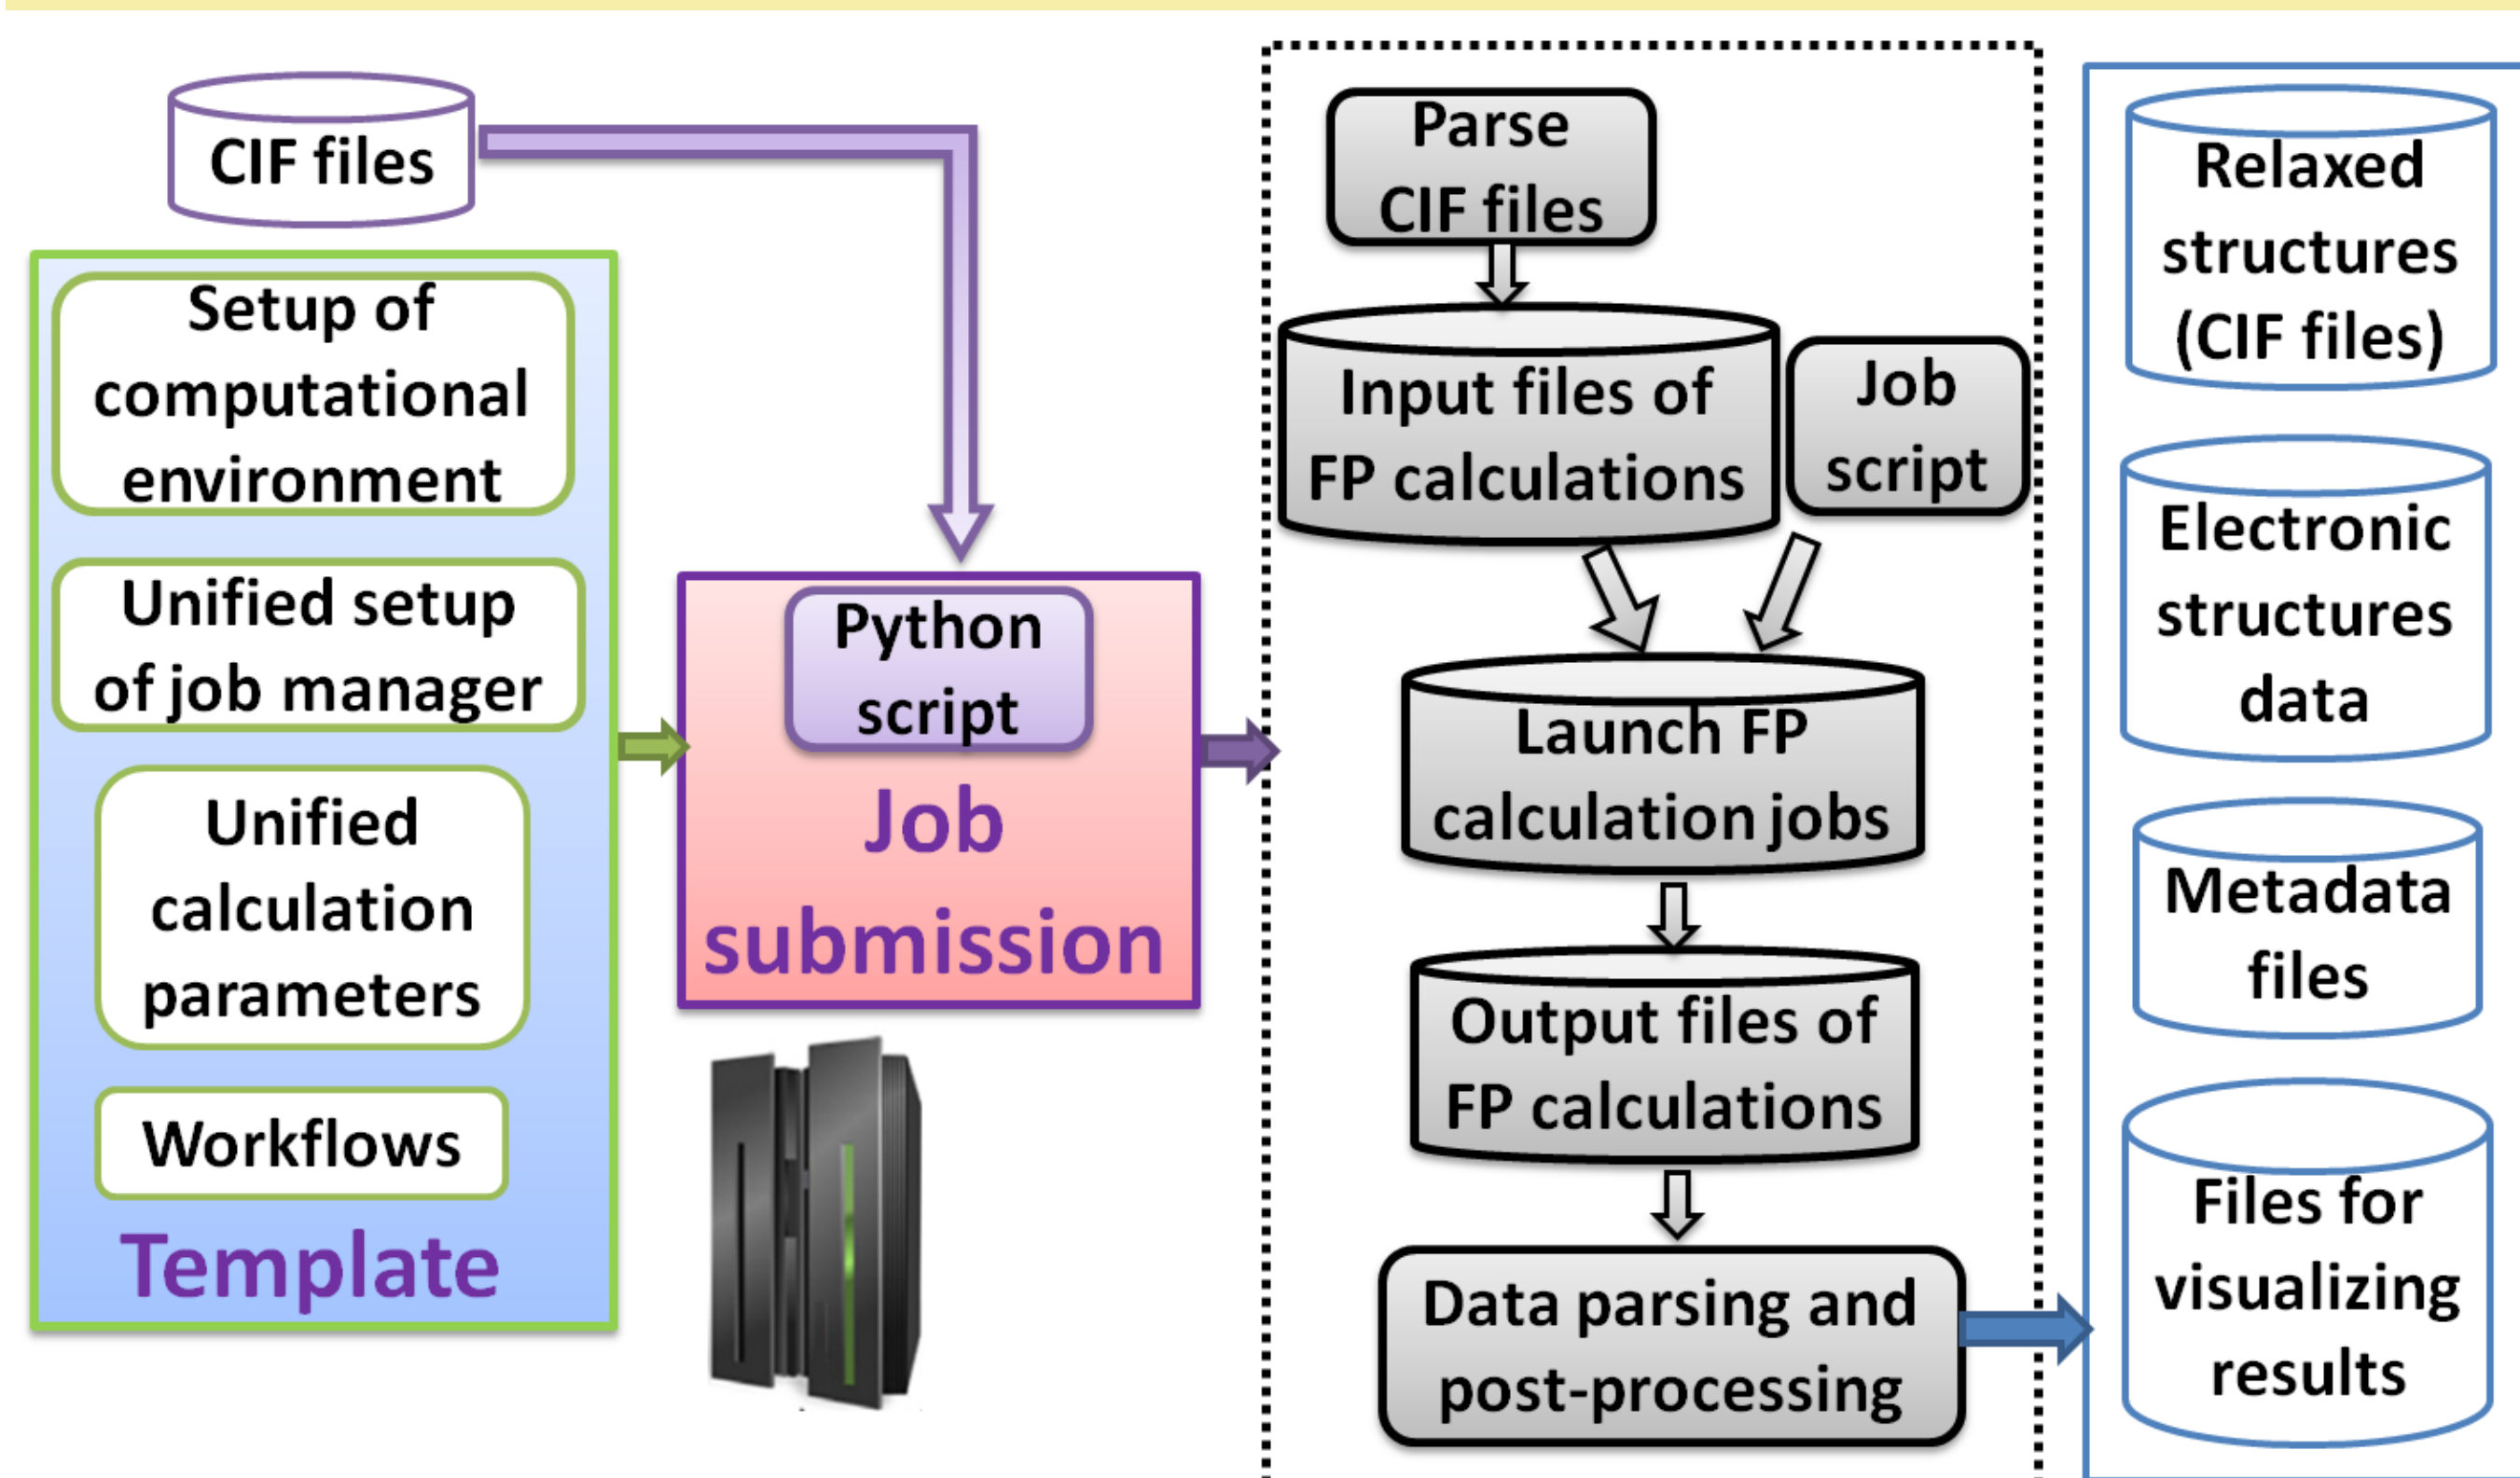 CIF files
Setup of
computational
environment
Unified setup
of job manager
Unified
calculation
parameters
Workflows
Template
Python
script
Job
submission
Parse
CIF files
Input files of
FP calculations
Job
script
Launch FP
calculation jobs
Output files of
FP calculations
Data parsing and
post-processing
Relaxed
structures
(CIF files)
Electronic
structures
data
Metadata
files
Files for
visualizing
results